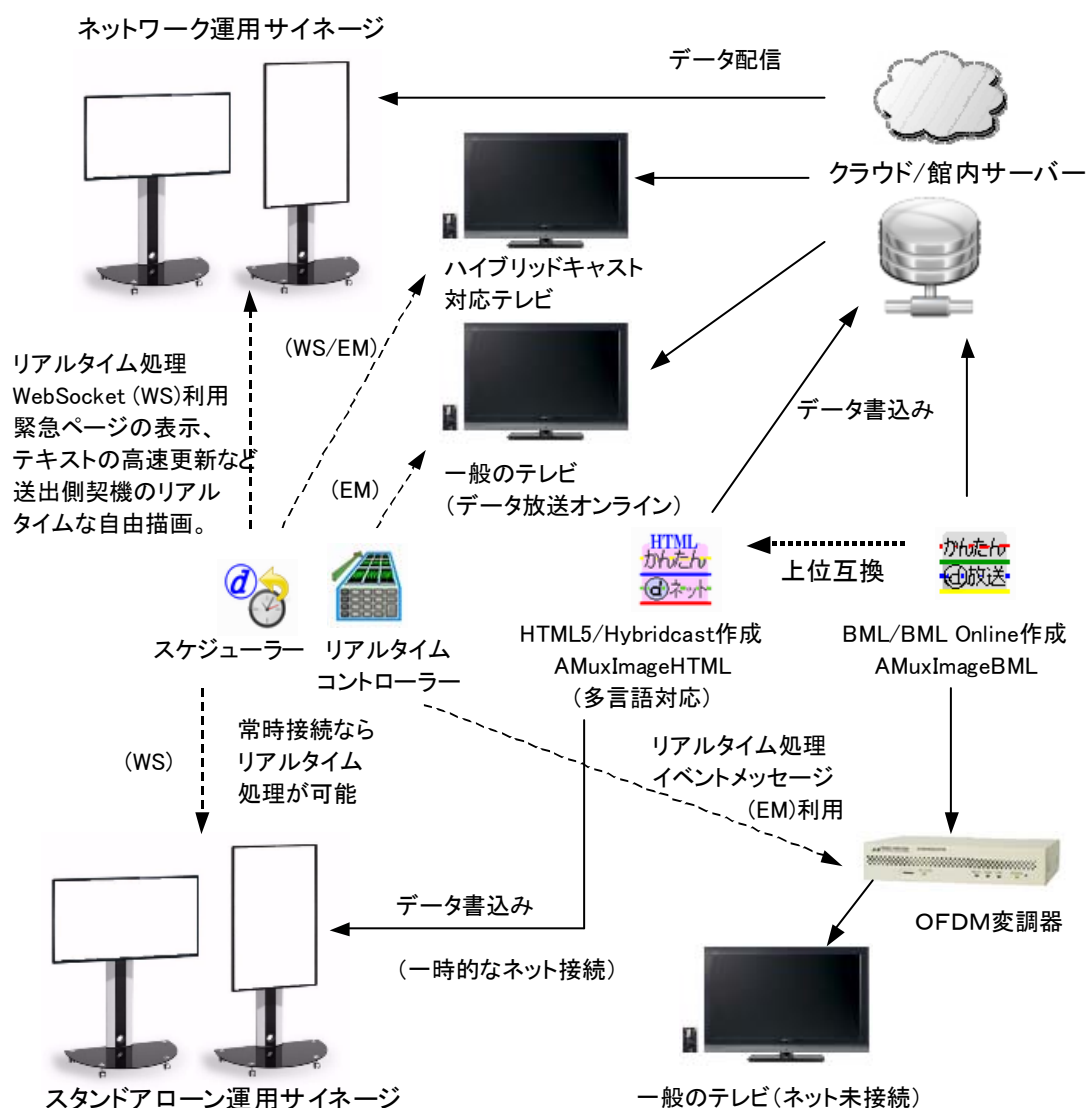 ネットワーク運用サイネージ
データ配信
クラウド/館内サーバー
ハイブリッドキャスト
対応テレビ
(WS/EM)
リアルタイム処理
WebSocket (WS)利用
緊急ページの表示、
テキストの高速更新など
送出側契機のリアル
タイムな自由描画。
データ書込み
(EM)
一般のテレビ
(データ放送オンライン)
HTML
かんたん
ⓓネット
上位互換
かんたん
ⓓ放送
d
スケジューラー
リアルタイム
コントローラー
HTML5/Hybridcast作成
AMuxImageHTML
(多言語対応)
BML/BML Online作成
AMuxImageBML
(WS)
常時接続なら
リアルタイム
処理が可能
リアルタイム処理
イベントメッセージ
(EM)利用
データ書込み
(一時的なネット接続)
OFDM変調器
スタンドアローン運用サイネージ
一般のテレビ(ネット未接続)